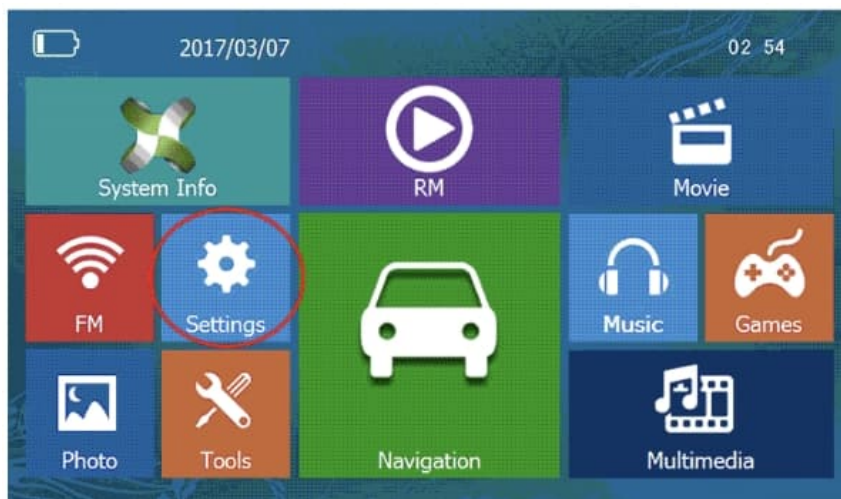 2017/03/07 02 54
System Info RM Movie
FM Settings Music Games
Photo Tools Navigation Multimedia